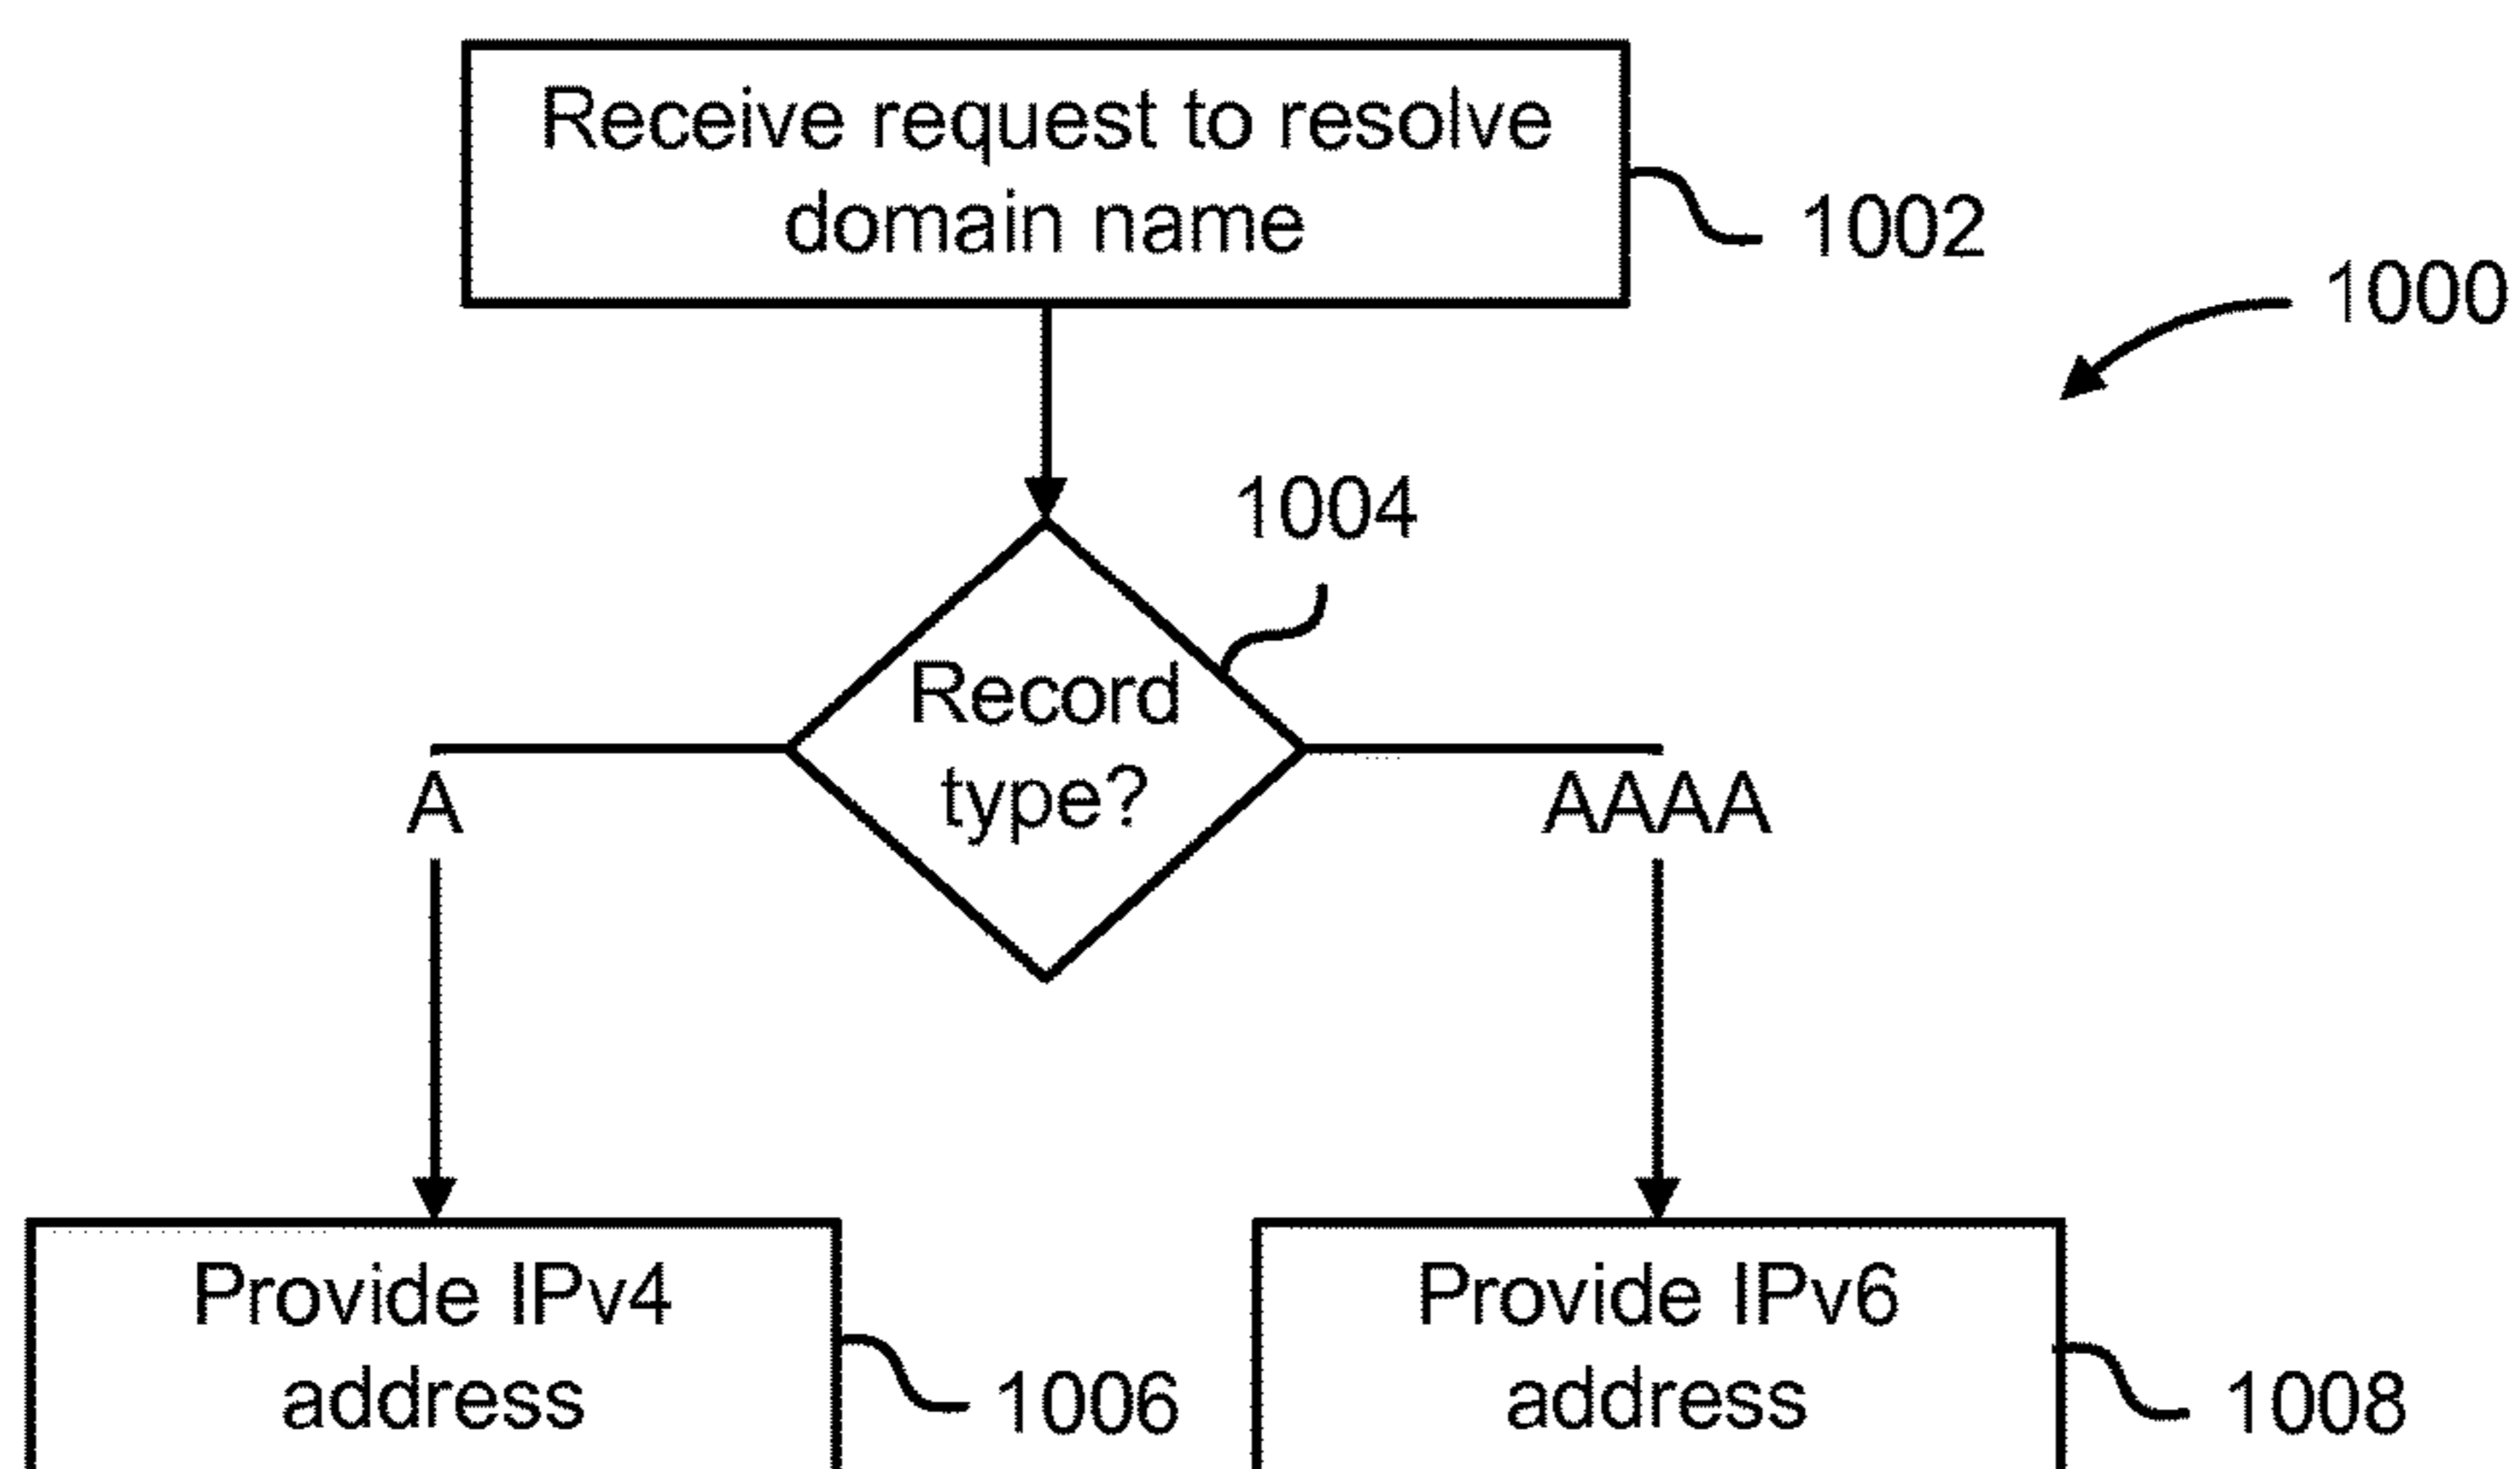 Receive request to resolve
domain name
1002
1000
1004
Record
type?
A
AAAA
Provide IPv4
address
1006
Provide IPv6
address
1008